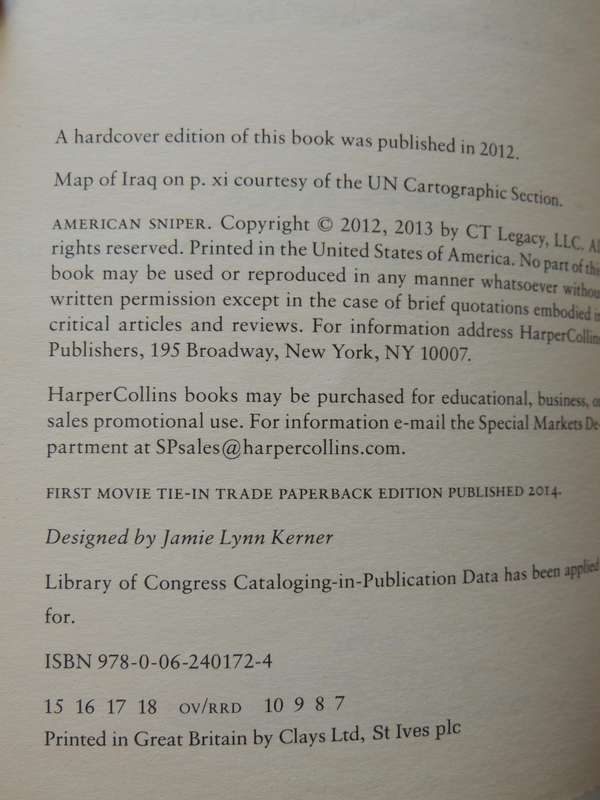 A hardcover edition of this book was published in 2012.
Map of Iraq on p. xi courtesy of the UN Cartographic Section.
AMERICAN SNIPER. Copyright © 2012, 2013 by CT Legacy, LLC. Al
rights reserved. Printed in the United States of America. No part of this
book may be used or reproduced in any manner whatsoever withou
written permission except in the case of brief quotations embodied in
critical articles and reviews. For information address HarperCollins
Publishers, 195 Broadway, New York, NY 10007.
HarperCollins books may be purchased for educational, business, or
sales promotional use. For information e-mail the Special Markets De-
partment at SPsales@harpercollins.com.
FIRST MOVIE TIE-IN TRADE PAPERBACK EDITION PUBLISHED 2014.
Designed by Jamie Lynn Kerner
Library of Congress Cataloging-in-Publication Data has been applied
for.
ISBN 978-0-06-240172-4
15 16 17 18 OV/RRD 10 9 8 7
Printed in Great Britain by Clays Ltd, St Ives plc